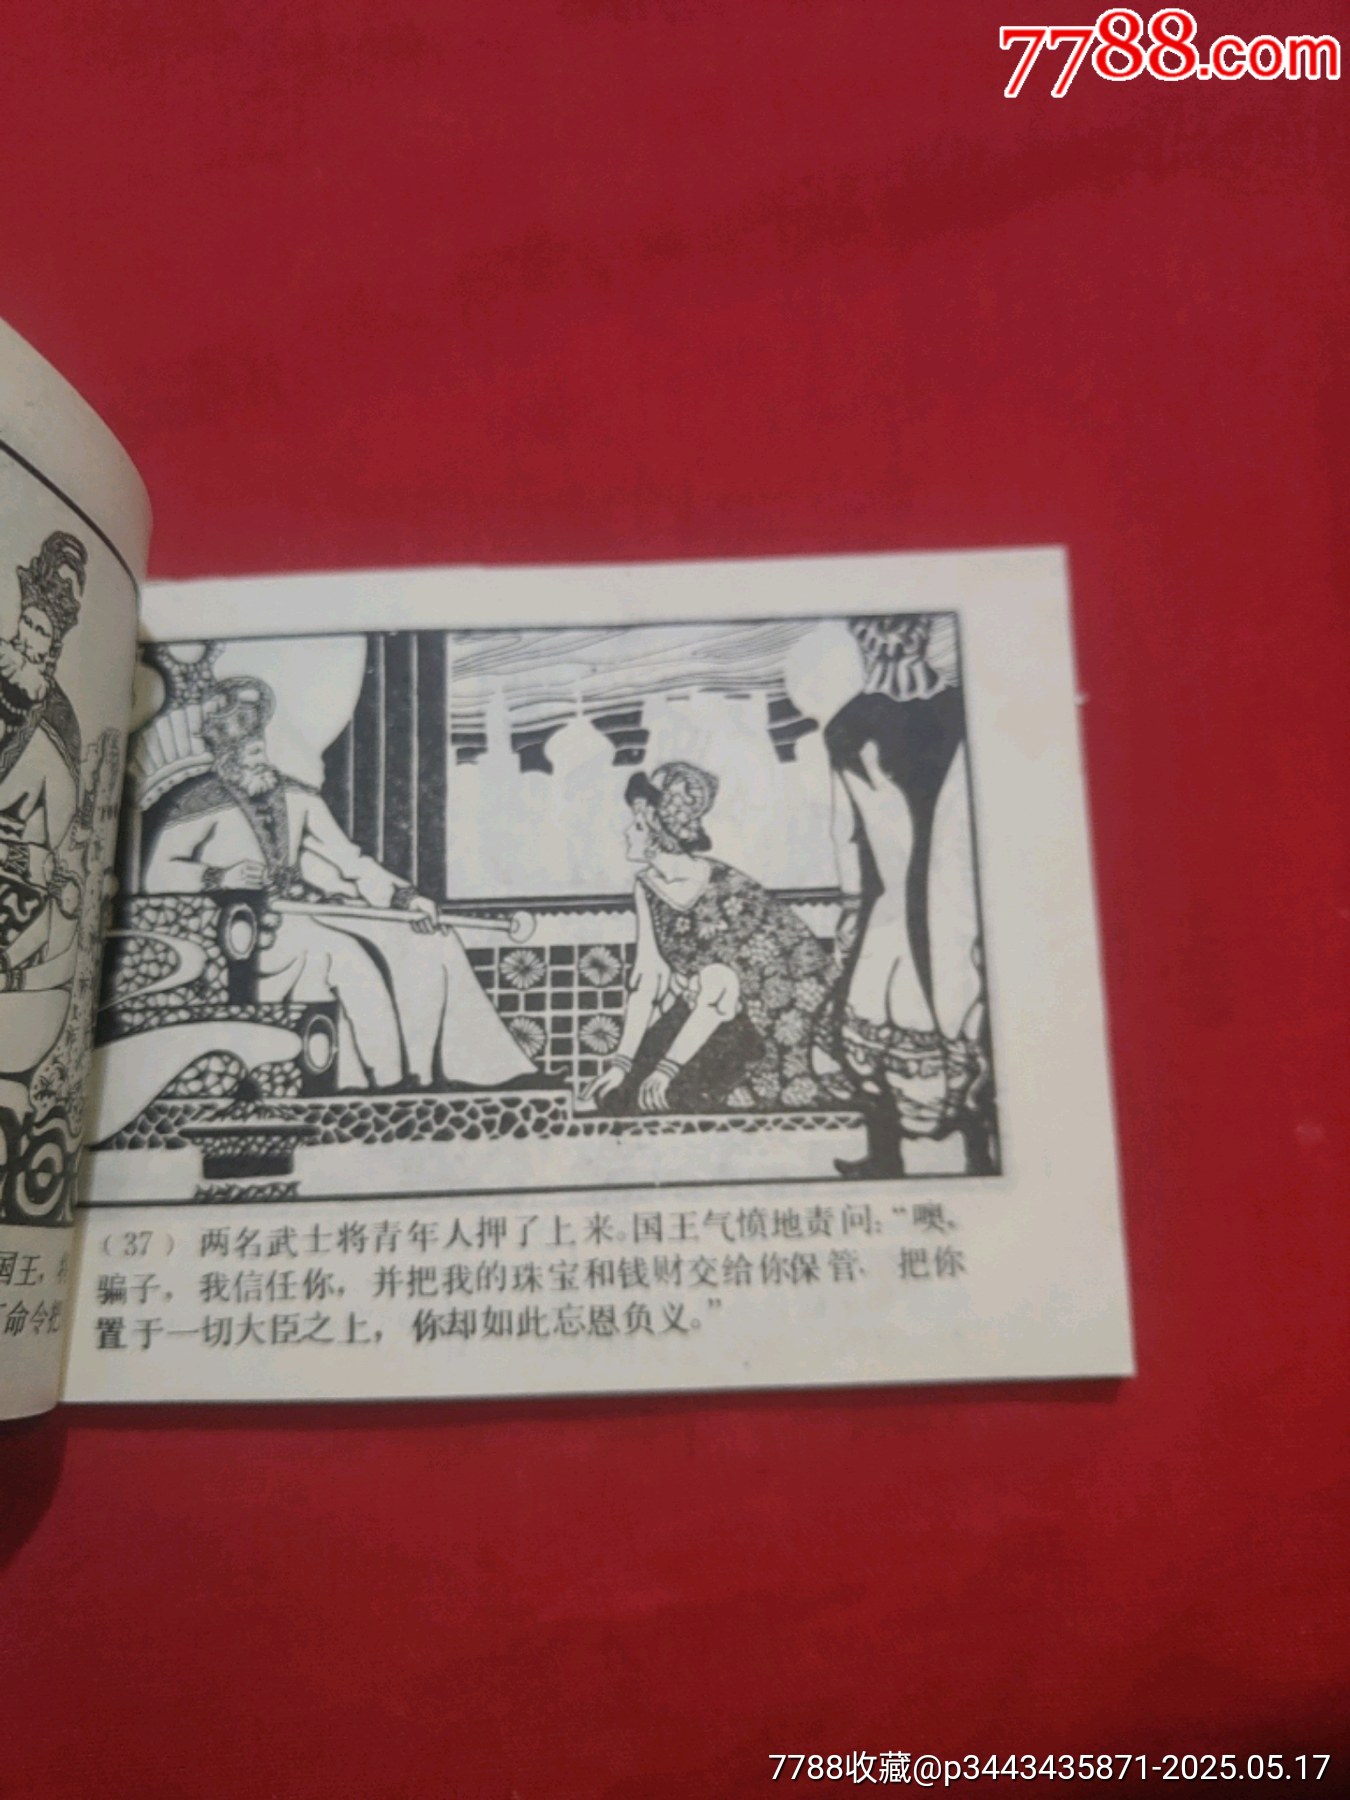 7788.com
国王，
命令把
（37）两名武士将青年人押了上来。国王气愤地责问：“噢，
骗子，我信任你，并把我的珠宝和钱财交给你保管，把你
置于一切大臣之上，你却如此忘恩负义。”
7788收藏@p3443435871-2025.05.17